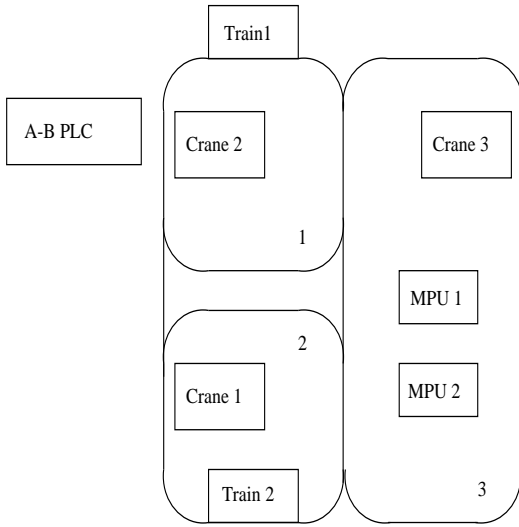 Train1
A-B PLC
Crane 2
Crane 3
1
MPU 1
2
Crane 1
MPU 2
Train 2
3